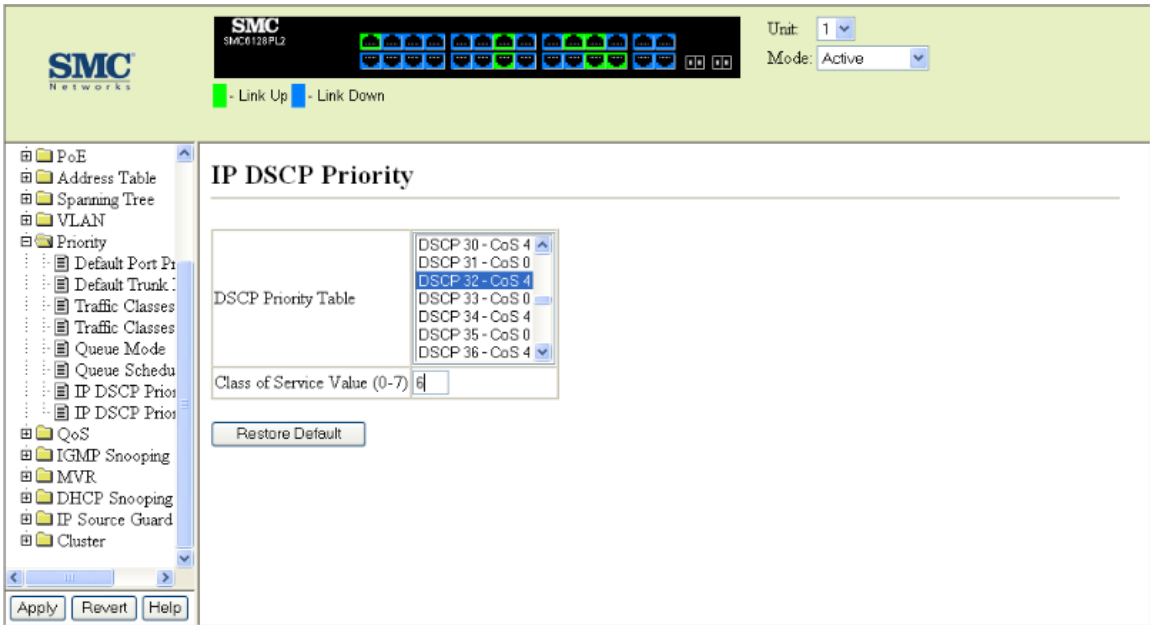 SMC
SMC6128PL2
Unit: 1
Mode: Active
SMC
Networks
- Link Up - Link Down
PoE
Address Table
Spanning Tree
VLAN
Priority
Default Port Pr
Default Trunk
Traffic Classes
Traffic Classes
Queue Mode
Queue Schedu
IP DSCP Prior
IP DSCP Prior
QoS
IGMP Snooping
MVR
DHCP Snooping
IP Source Guard
Cluster
Apply Revert Help
IP DSCP Priority
DSCP Priority Table
DSCP 30 - CoS 4
DSCP 31 - CoS 0
DSCP 32 - CoS 4
DSCP 33 - CoS 0
DSCP 34 - CoS 4
DSCP 35 - CoS 0
DSCP 36 - CoS 4
Class of Service Value (0-7) 6
Restore Default